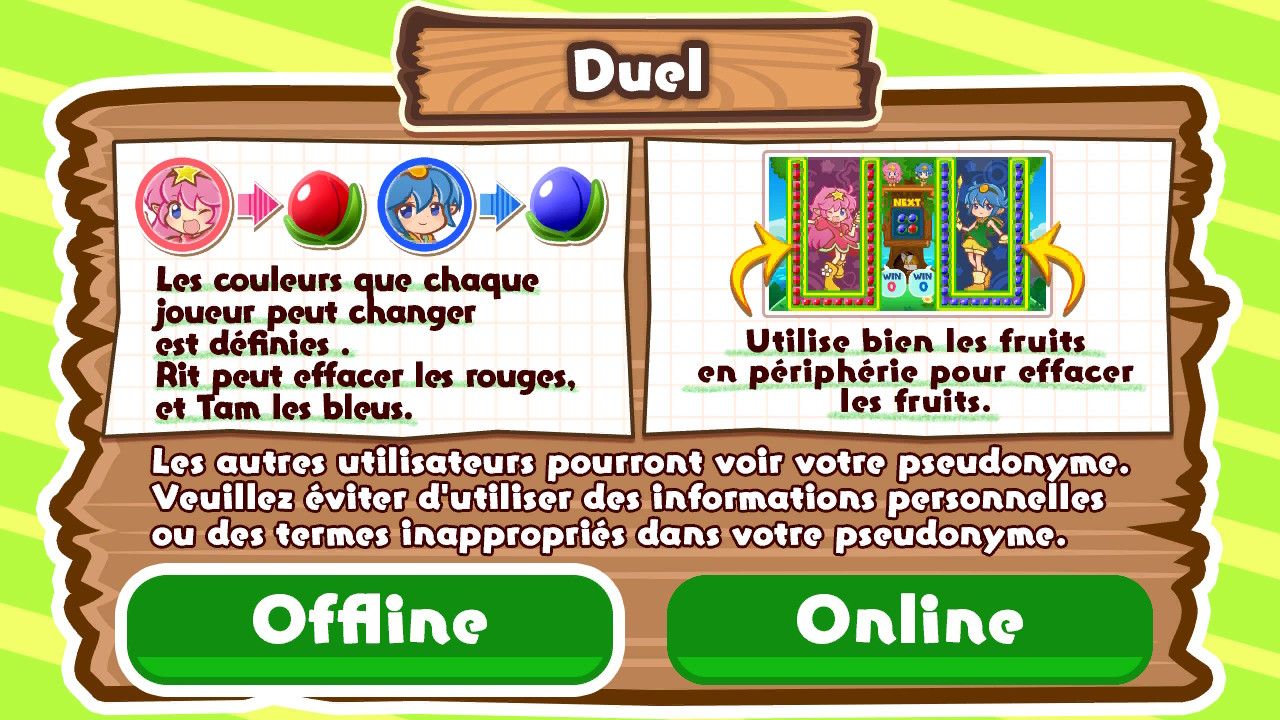 Duel
Les couleurs que chaque
joueur peut changer
est définies .
Rit peut effacer les rouges,
et Tam les bleus.
NEXT
WIN
WIN
0
0
Utilise bien les fruits
en périphérie pour effacer
les fruits.
Les autres utilisateurs pourront voir votre pseudonyme.
Veuillez éviter d'utiliser des informations personnelles
ou des termes inappropriés dans votre pseudonyme.
Offline
Online